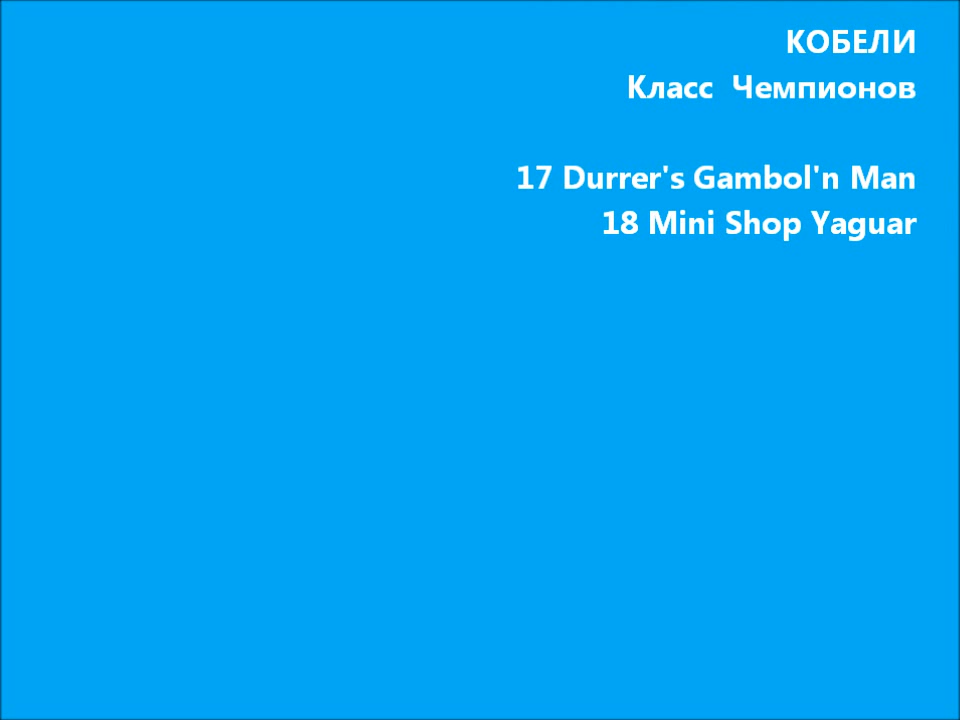 КОБЕЛИ
Класс  Чемпионов
17 Durrer's Gambol'n Man
18 Mini Shop Yaguar